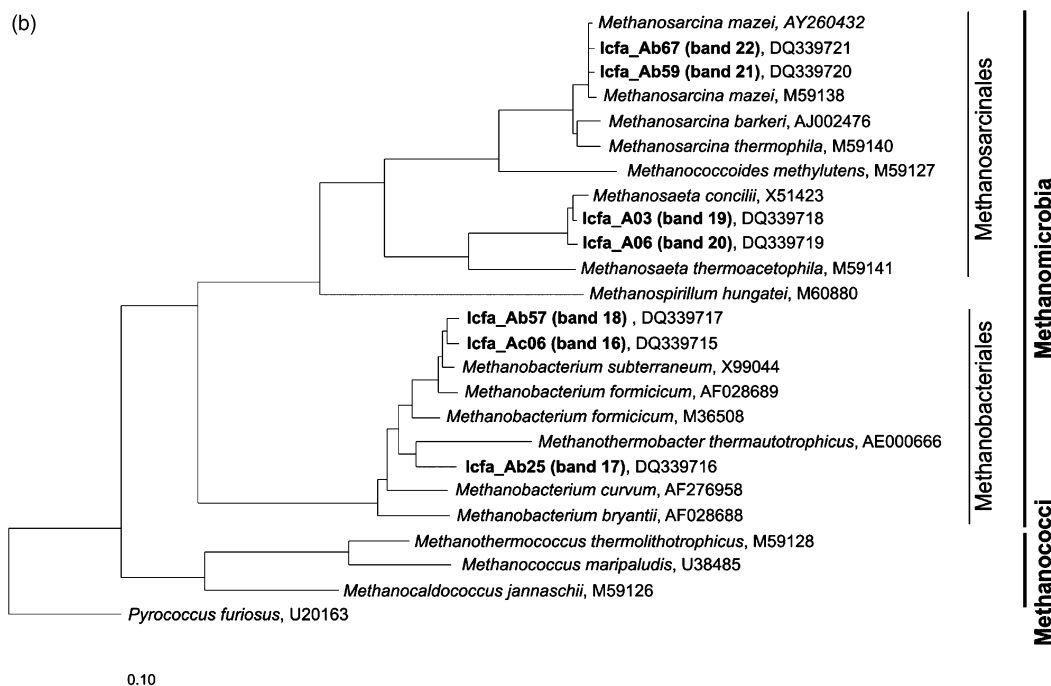 (b)
Methanosarcina mazei, AY260432
lcfa_Ab67 (band 22), DQ339721
lcfa_Ab59 (band 21), DQ339720
Methanosarcina mazei, M59138
Methanosarcina barkeri, AJ002476
Methanosarcina thermophila, M59140
Methanococcoides methylutens, M59127
Methanosaeta concilii, X51423
lcfa_A03 (band 19), DQ339718
lcfa_A06 (band 20), DQ339719
Methanosaeta thermoacetophila, M59141
Methanospirillum hungatei, M60880
lcfa_Ab57 (band 18) , DQ339717
lcfa_Ac06 (band 16), DQ339715
Methanobacterium subterraneum, X99044
Methanobacterium formicicum, AF028689
Methanobacterium formicicum, M36508
Methanothermobacter thermautotrophicus, AE000666
lcfa_Ab25 (band 17), DQ339716
Methanobacterium curvum, AF276958
Methanobacterium bryantii, AF028688
Methanothermococcus thermolithotrophicus, M59128
Methanococcus maripaludis, U38485
Methanocaldococcus jannaschii, M59126
Pyrococcus furiosus, U20163
0.10
Methanosarcinales
Methanobacteriales
Methanomicrobia
Methanococci